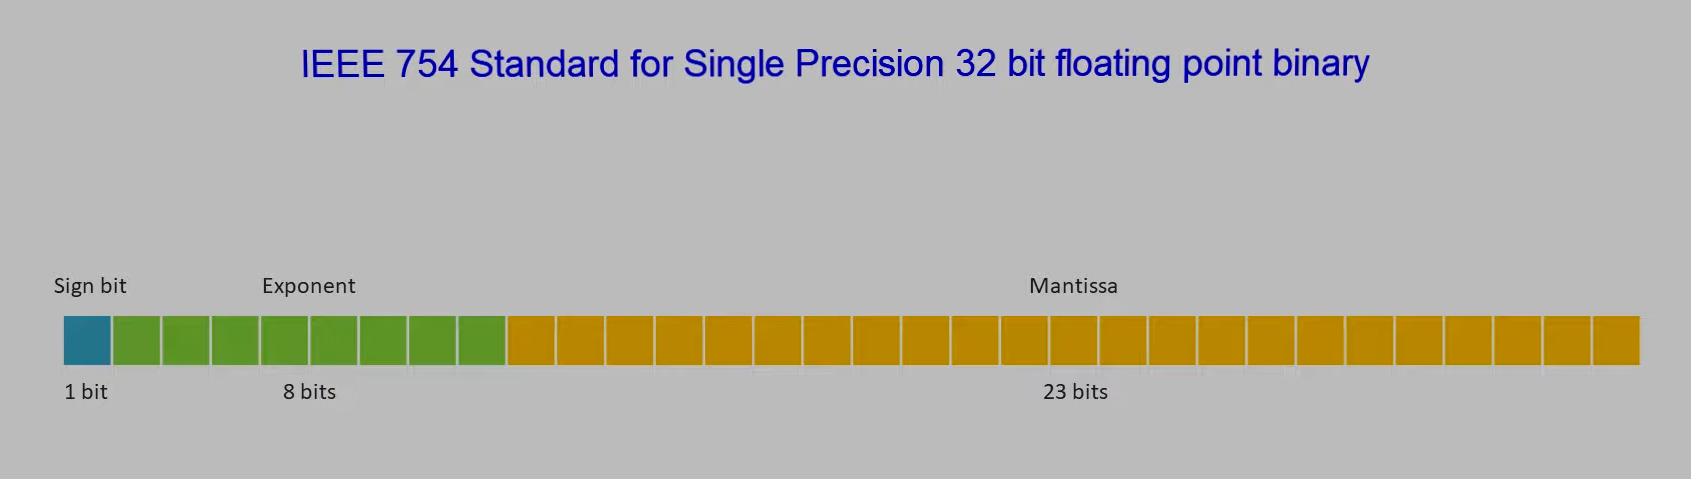 IEEE 754 Standard for Single Precision 32 bit floating point binary
Sign bit Exponent Mantissa
1 bit 8 bits 23 bits